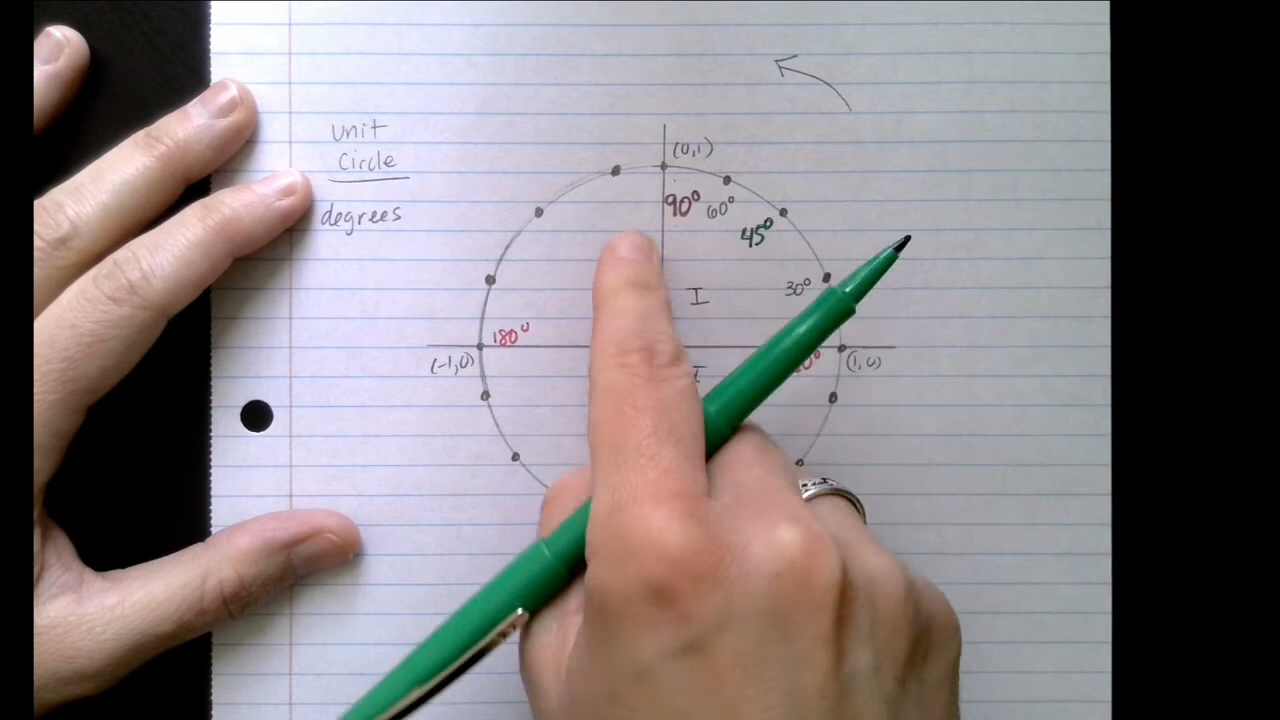 unit
Circle
degrees
(0,1)
90° 60°
45°
30°
I
180°
(-1,0)
(1,0)